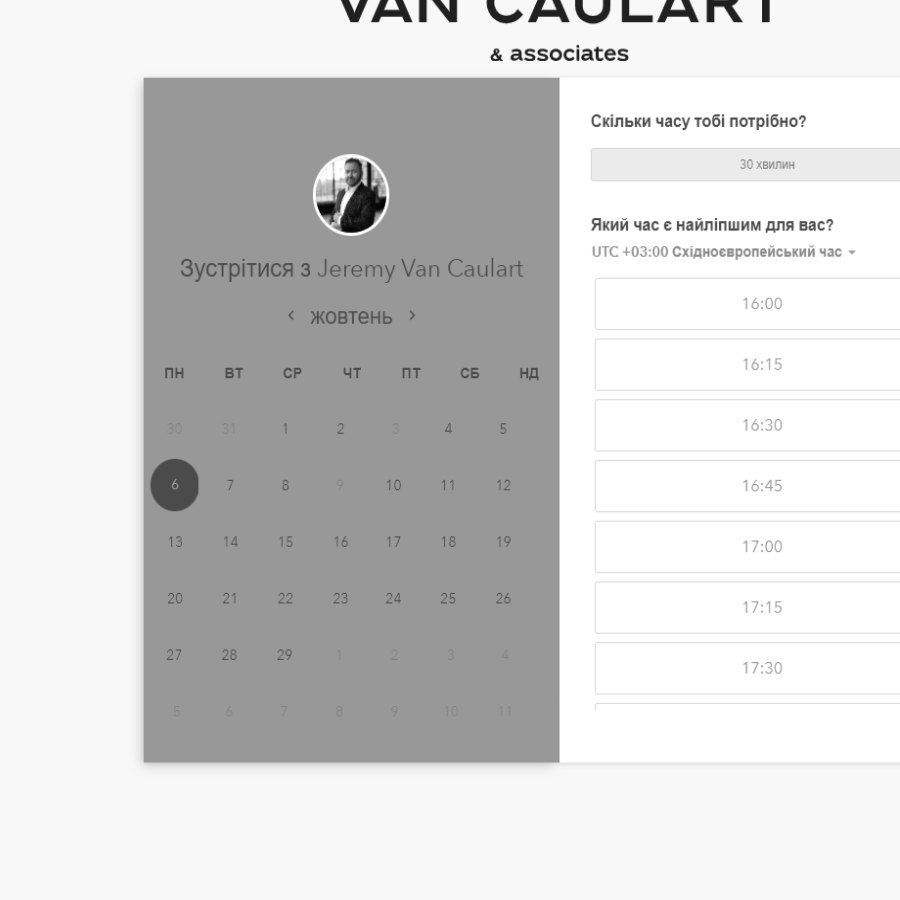 VAN CAULART
& associates
Зустрітися з Jeremy Van Caulart
жовтень
ПН ВТ СР ЧТ ПТ СБ НД
30 31 1 2 3 4 5
6 7 8 9 10 11 12
13 14 15 16 17 18 19
20 21 22 23 24 25 26
27 28 29 1 2 3 4
5 6 7 8 9 10 11
Скільки часу тобі потрібно?
30 хвилин
Який час є найліпшим для вас?
UTC +03:00 Східноєвропейський час
16:00
16:15
16:30
16:45
17:00
17:15
17:30